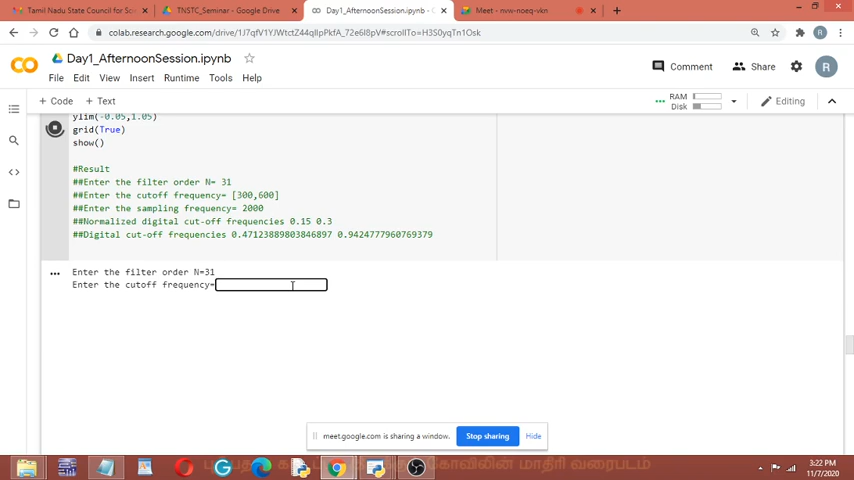 Tamil Nadu State Council for Sci
TNSTC_Seminar - Google Drive
Day1_AfternoonSession.ipynb - C
Meet - nvw-noeq-vkn
colab.research.google.com/drive/1J7qfV1YJWtctZ44qIlpPkfA_72e6I8pV#scrollTo=H3S0yqTn1Osk
R
Day1_AfternoonSession.ipynb
Comment
Share
R
File Edit View Insert Runtime Tools Help
+ Code + Text
RAM
Disk
Editing
ylim(-0.05,1.05)
grid(True)
show()
#Result
##Enter the filter order N= 31
##Enter the cutoff frequency= [300,600]
##Enter the sampling frequency= 2000
##Normalized digital cut-off frequencies 0.15 0.3
##Digital cut-off frequencies 0.47123889803846897 0.9424777960769379
Enter the filter order N=31
Enter the cutoff frequency=
meet.google.com is sharing a window.
Stop sharing
Hide
கோவிலின் மாதிரி வரைபடம்
3:22 PM
11/7/2020